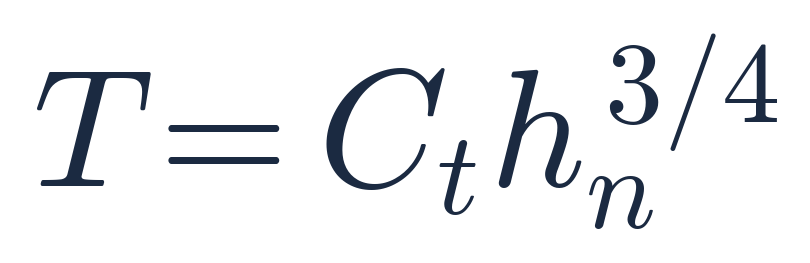 T = C_t h_n^{3/4}